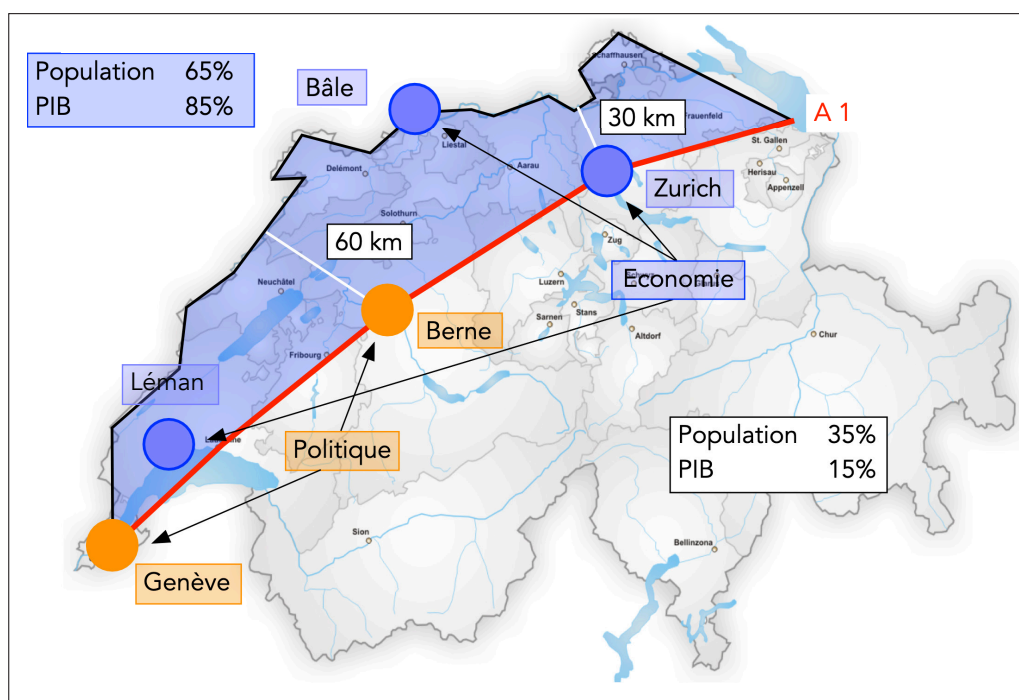 Population 65%
PIB 85%
Bâle
Schaffhausen
30 km
Frauenfeld
A 1
Liestal
St. Gallen
Delémont
Aarau
Herisau
Appenzell
Zurich
Solothurn
60 km
Zug
Economie
Luzern
Neuchâtel
Stans
Sarnen
Altdorf
Berne
Chur
Fribourg
Léman
Politique
Population 35%
PIB 15%
Sion
Bellinzona
Genève